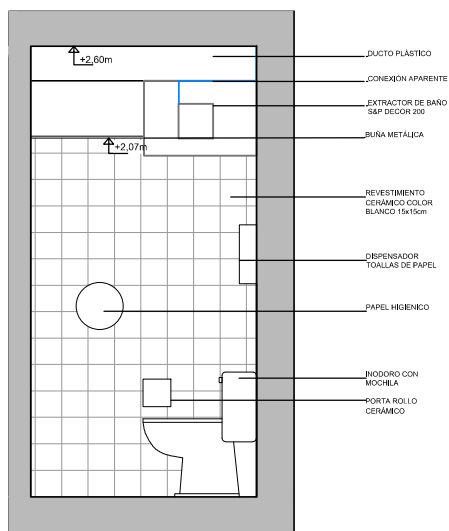 +2,60m
DUCTO PLÁSTICO
CONEXIÓN APARENTE
EXTRACTOR DE BAÑO
S&P DECOR 200
BUÑA METÁLICA
+2,07m
REVESTIMIENTO
CERÁMICO COLOR
BLANCO 15x15cm
DISPENSADOR
TOALLAS DE PAPEL
PAPEL HIGIENICO
INODORO CON
MOCHILA
PORTA ROLLO
CERÁMICO